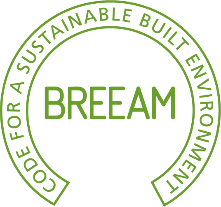 CODE FOR A SUSTAINABLE BUILT ENVIRONMENT
BREEAM